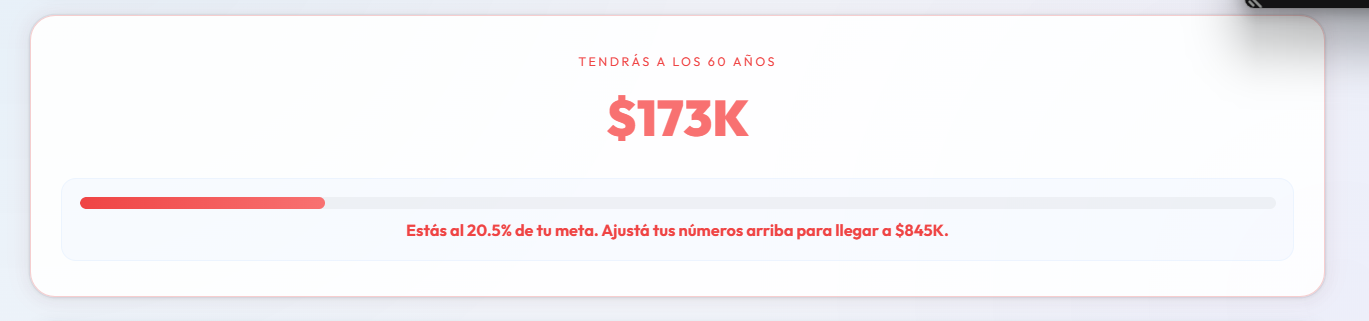 TENDRÁS A LOS 60 AÑOS
$173K
Estás al 20.5% de tu meta. Ajustá tus números arriba para llegar a $845K.